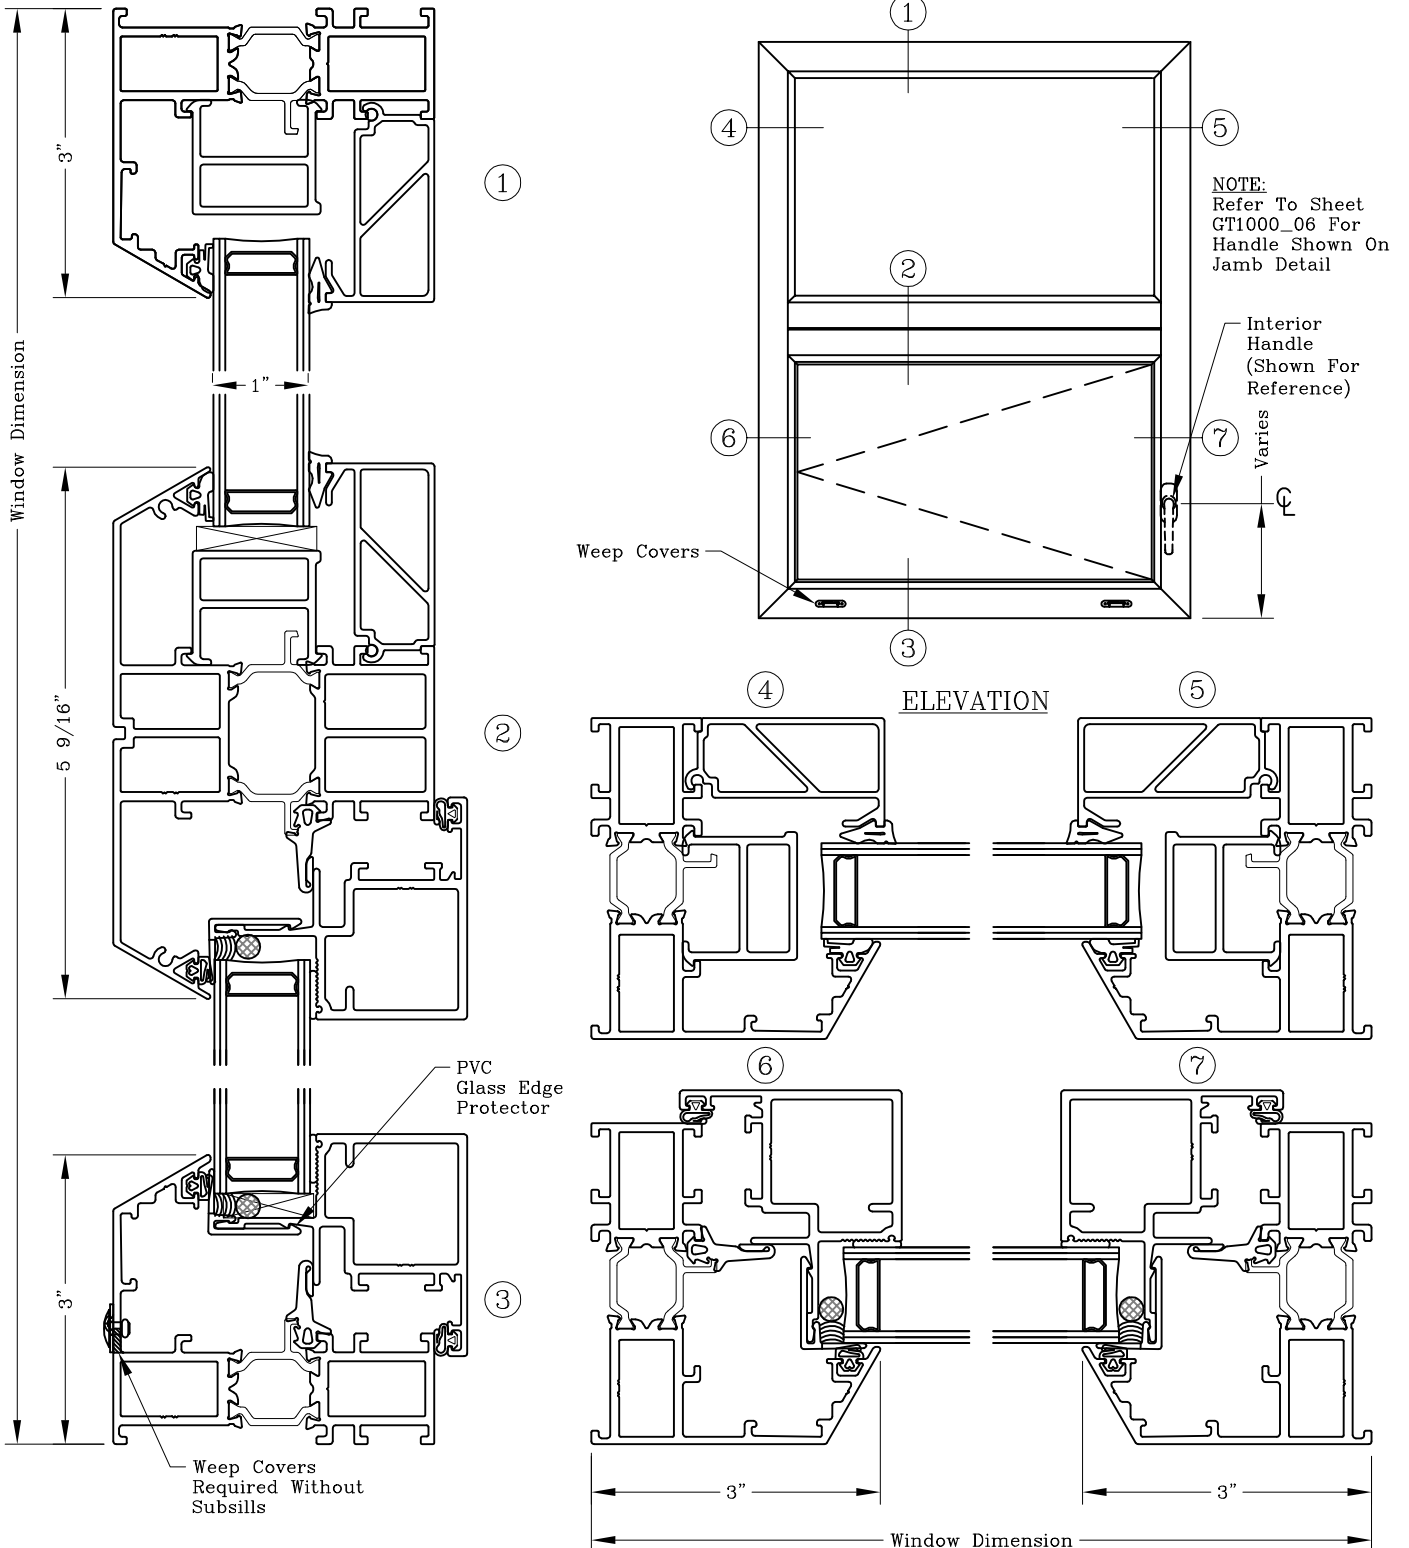 1
4
5
NOTE:
Refer To Sheet
GT1000_06 For
Handle Shown On
Jamb Detail
2
Interior
Handle
(Shown For
Reference)
6
7
Varies
℄
Weep Covers
3
ELEVATION
Window Dimension
3"
1
1"
5 9/16"
2
PVC
Glass Edge
Protector
3"
3
Weep Covers
Required Without
Subsills
4
5
6
7
3"
3"
Window Dimension